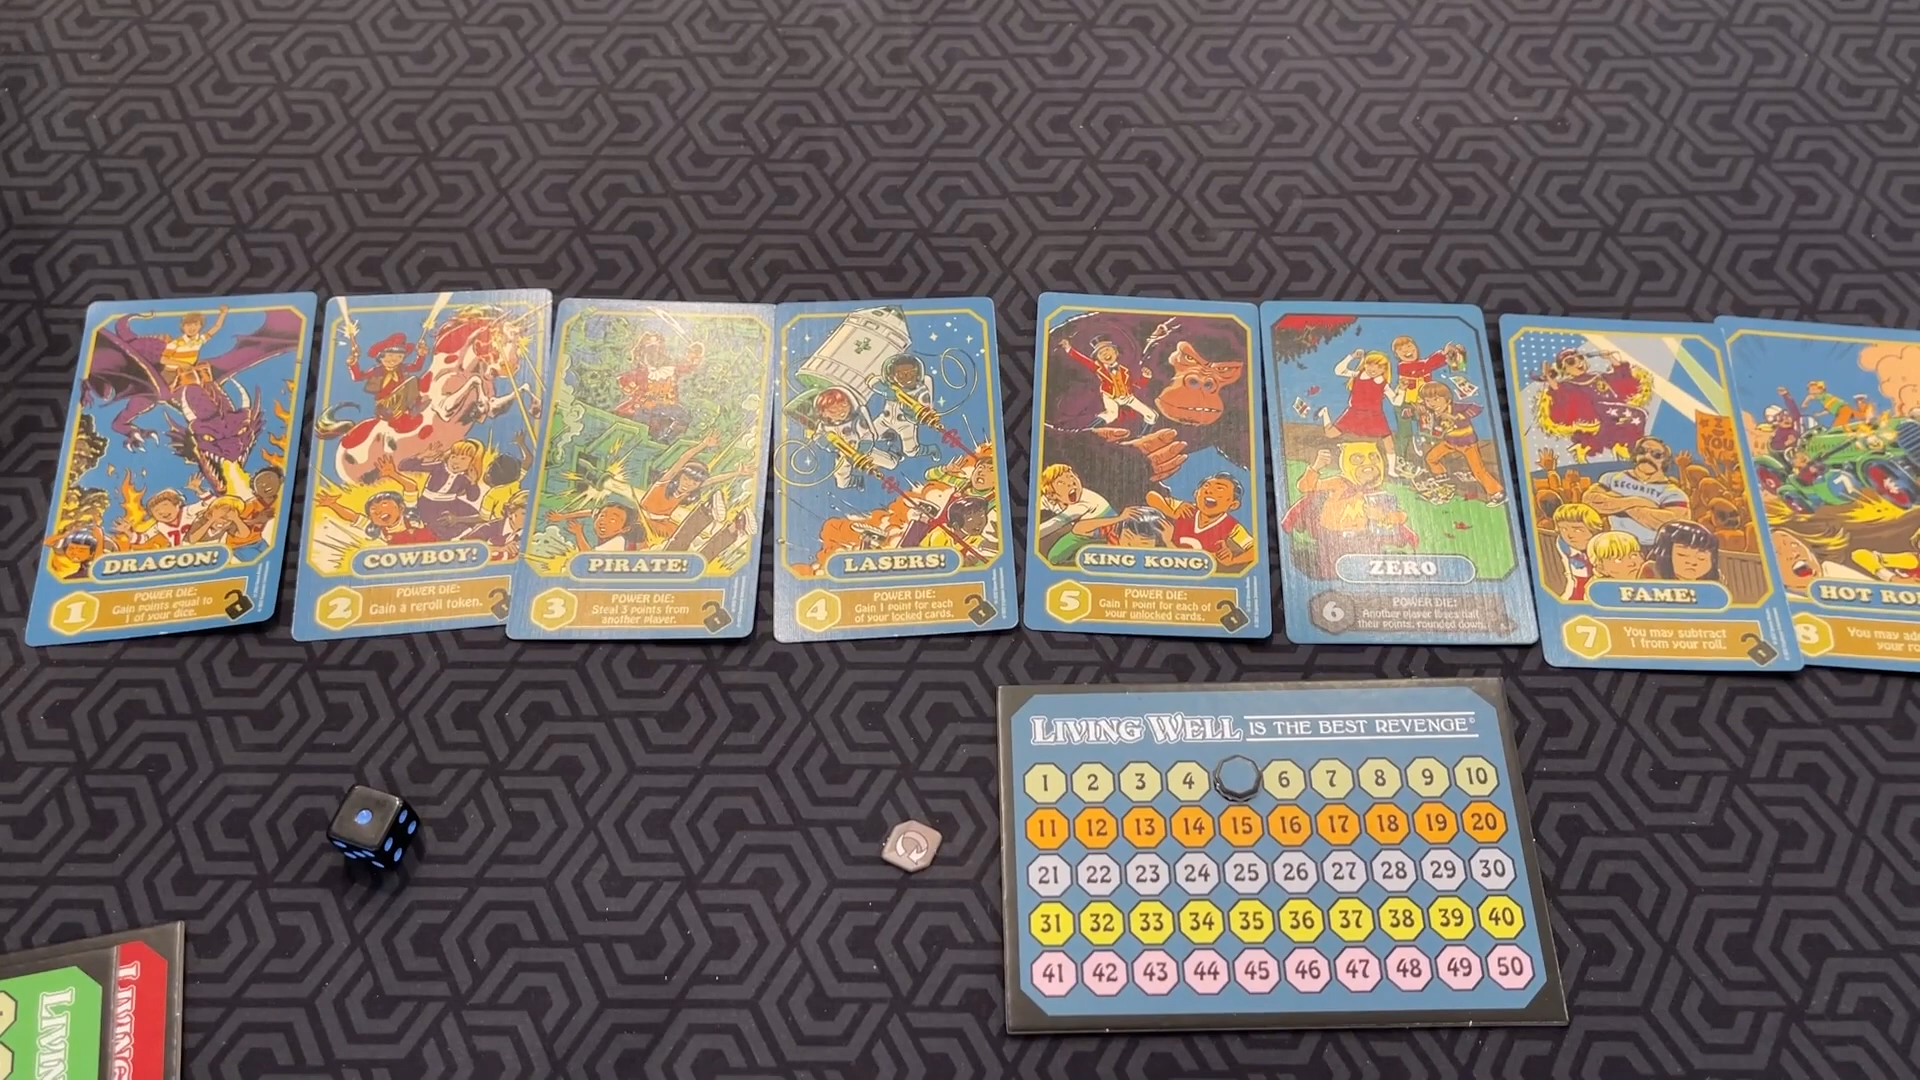 DRAGON!
1
POWER DIE:
Gain points equal to
1 of your dice.
COWBOY!
2
POWER DIE:
Gain a reroll token.
PIRATE!
3
POWER DIE:
Steal 3 points from
another player.
LASERS!
4
POWER DIE:
Gain 1 point for each
of your locked cards.
KING KONG!
5
POWER DIE:
Gain 1 point for each of
your unlocked cards.
ZERO
6
POWER DIE:
Another player loses half
their points, rounded down.
SECURITY
YOU
FAME!
7
You may subtract
1 from your roll.
HOT RO
8
You may ad
your ro
LIVING WELL IS THE BEST REVENGE
1 2 3 4 6 7 8 9 10
11 12 13 14 15 16 17 18 19 20
21 22 23 24 25 26 27 28 29 30
31 32 33 34 35 36 37 38 39 40
41 42 43 44 45 46 47 48 49 50
LIVIN
LIVING